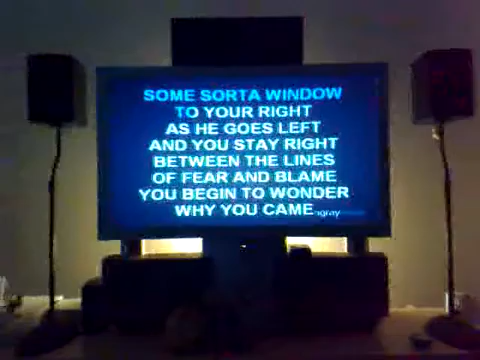 SOME SORTA WINDOW
TO YOUR RIGHT
AS HE GOES LEFT
AND YOU STAY RIGHT
BETWEEN THE LINES
OF FEAR AND BLAME
YOU BEGIN TO WONDER
WHY YOU CAME